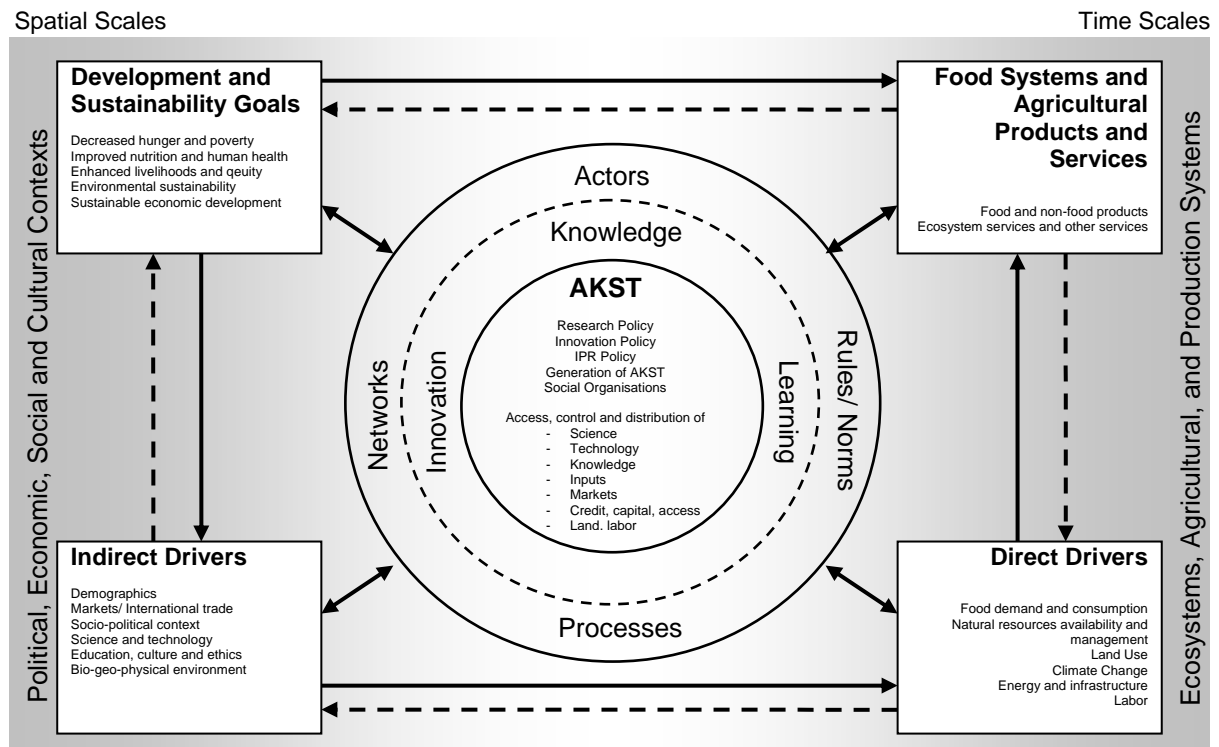 Spatial Scales
Time Scales
Political, Economic, Social and Cultural Contexts
Development and
Sustainability Goals
Decreased hunger and poverty
Improved nutrition and human health
Enhanced livelihoods and qeuity
Environmental sustainability
Sustainable economic development
Food Systems and
Agricultural
Products and
Services
Food and non-food products
Ecosystem services and other services
Ecosystems, Agricultural, and Production Systems
Actors
Knowledge
Networks
Innovation
AKST
Research Policy
Innovation Policy
IPR Policy
Generation of AKST
Social Organisations
Access, control and distribution of
- Science
- Technology
- Knowledge
- Inputs
- Markets
- Credit, capital, access
- Land. labor
Learning
Rules/ Norms
Processes
Indirect Drivers
Demographics
Markets/ International trade
Socio-political context
Science and technology
Education, culture and ethics
Bio-geo-physical environment
Direct Drivers
Food demand and consumption
Natural resources availability and
management
Land Use
Climate Change
Energy and infrastructure
Labor